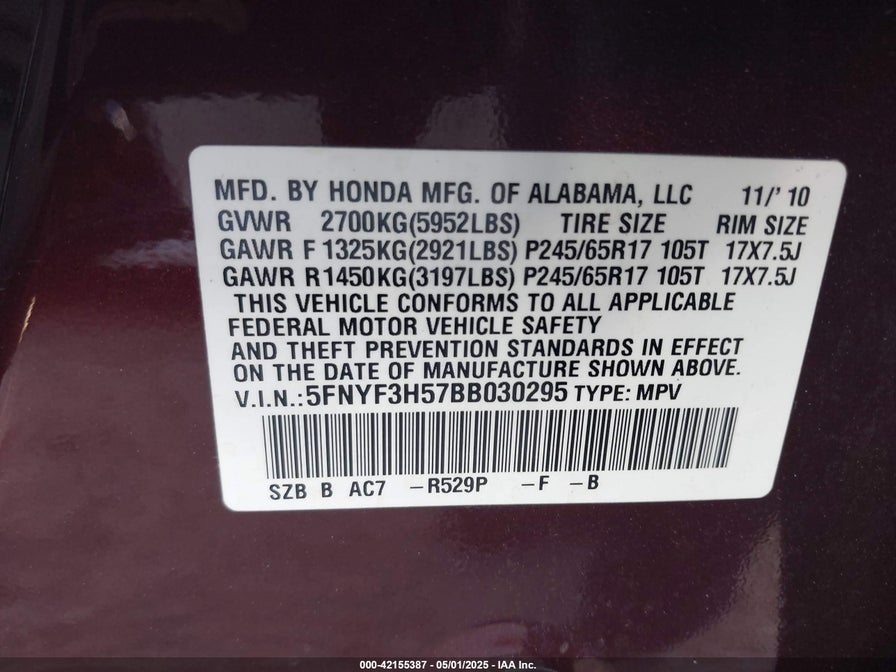 MFD. BY HONDA MFG. OF ALABAMA, LLC 11/' 10
GVWR 2700KG(5952LBS) TIRE SIZE RIM SIZE
GAWR F 1325KG(2921LBS) P245/65R17 105T 17X7.5J
GAWR R 1450KG(3197LBS) P245/65R17 105T 17X7.5J
THIS VEHICLE CONFORMS TO ALL APPLICABLE
FEDERAL MOTOR VEHICLE SAFETY
AND THEFT PREVENTION STANDARDS IN EFFECT
ON THE DATE OF MANUFACTURE SHOWN ABOVE.
V.I.N.:5FNYF3H57BB030295 TYPE: MPV
SZB B AC7 –R529P –F –B
000-42155387 - 05/01/2025 - IAA Inc.